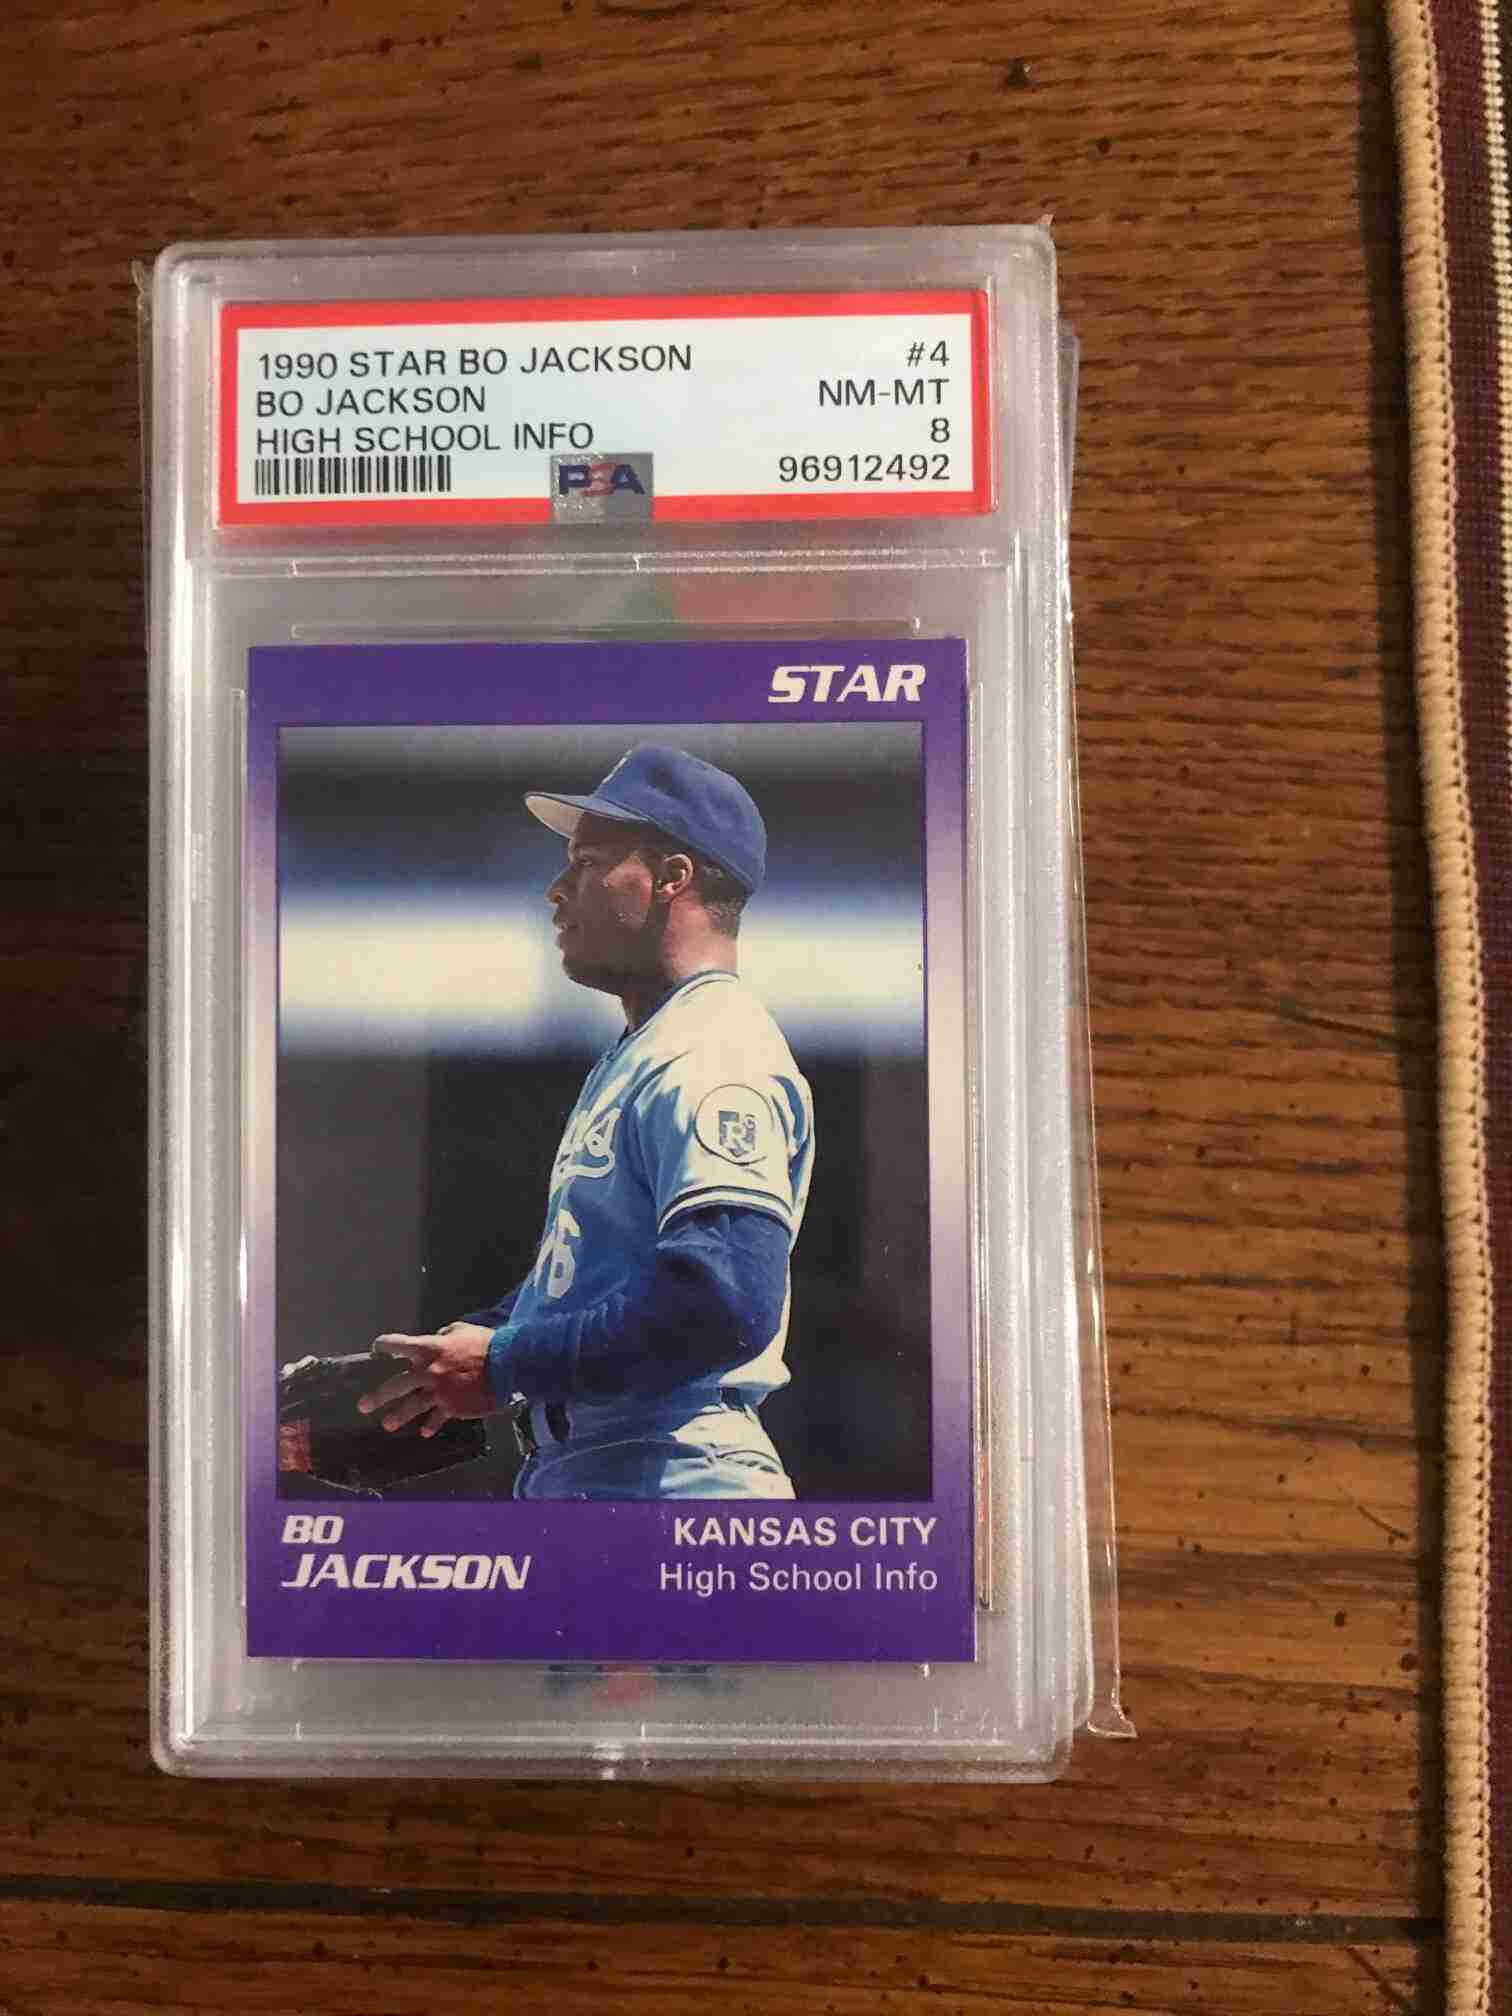 1990 STAR BO JACKSON #4
BO JACKSON NM-MT
HIGH SCHOOL INFO 8
PSA 96912492
STAR
R
16
BO
JACKSON
KANSAS CITY
High School Info